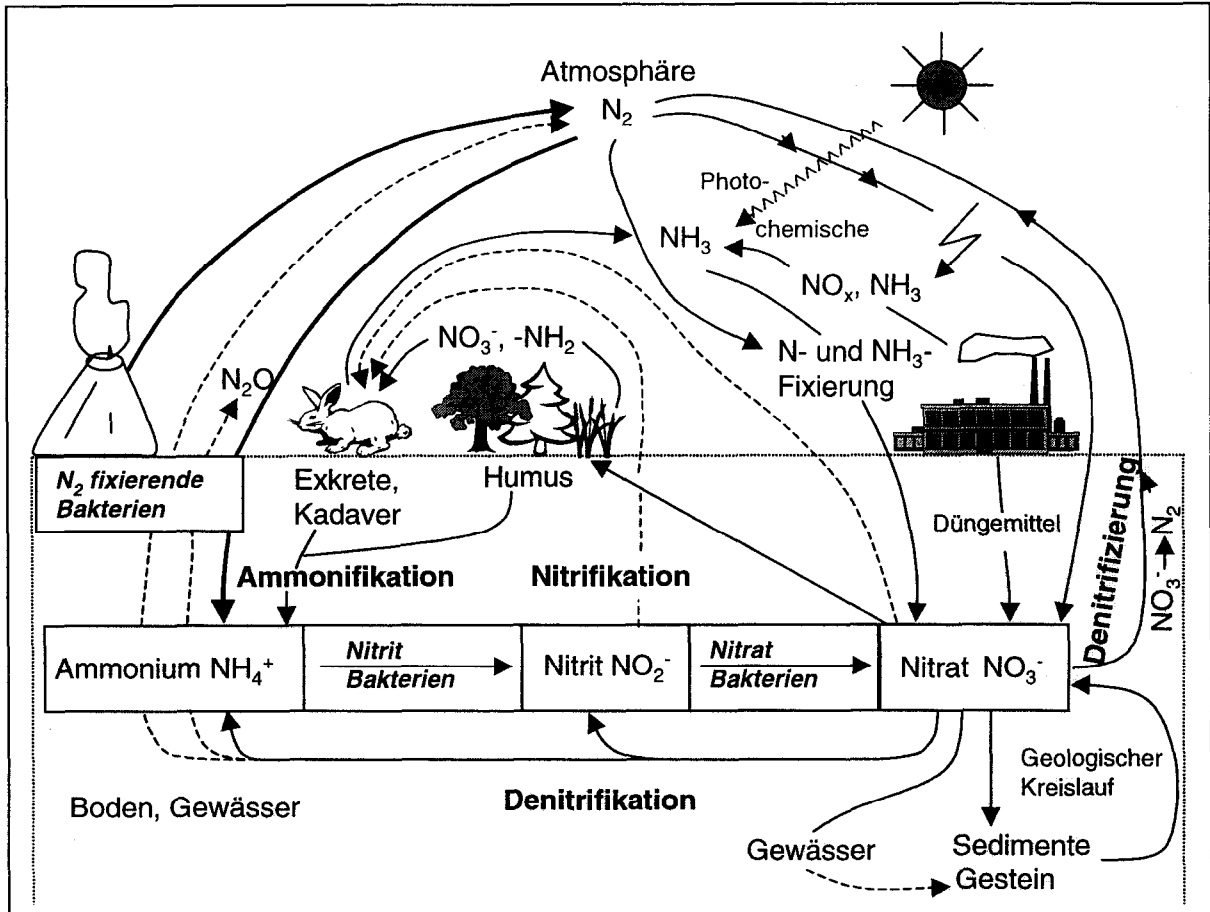 Atmosphäre
N₂
Photo-
chemische
NH₃
NOₓ, NH₃
NO₃⁻, -NH₂
N- und NH₃-
Fixierung
N₂O
N₂ fixierende
Bakterien
Exkrete,
Kadaver
Humus
Düngemittel
Denitrifizierung
NO₃⁻ N₂
Ammonifikation
Nitrifikation
Ammonium NH₄⁺
Nitrit
Bakterien
Nitrit NO₂⁻
Nitrat
Bakterien
Nitrat NO₃⁻
Geologischer
Kreislauf
Boden, Gewässer
Denitrifikation
Gewässer
Sedimente
Gestein